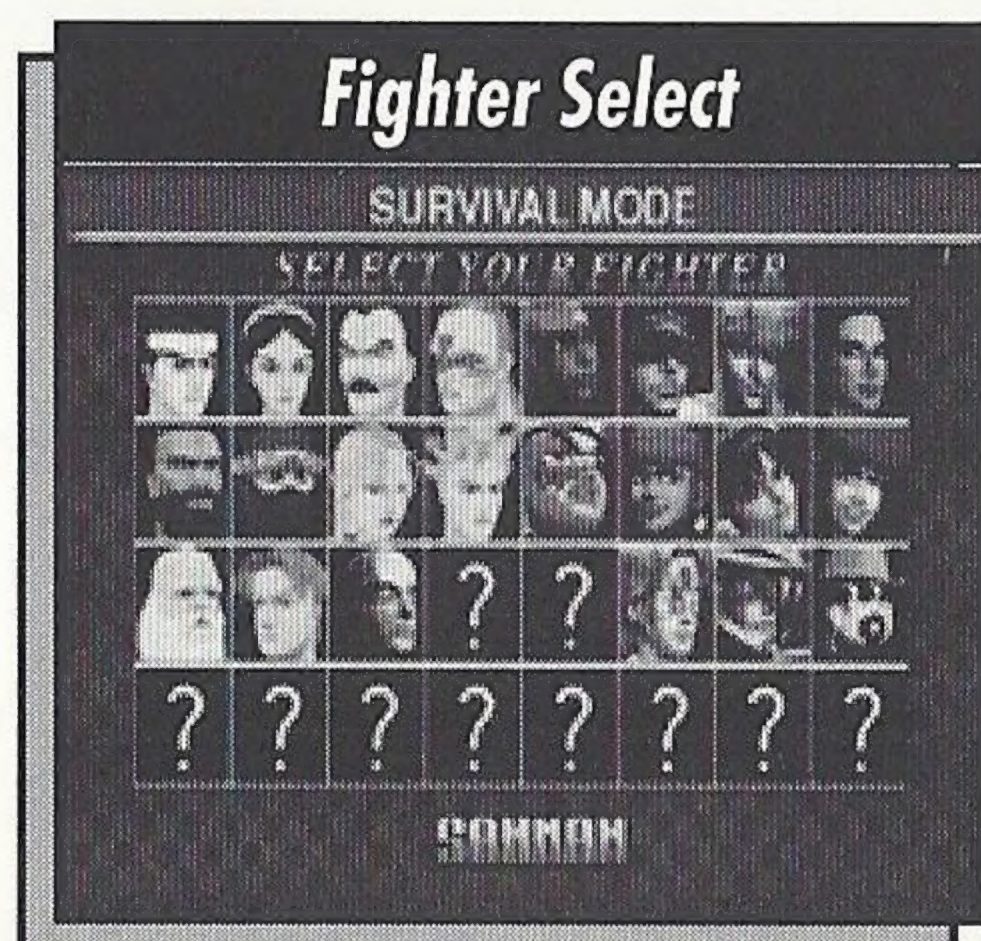 Fighter Select
SURVIVAL MODE
SELECT YOUR FIGHTER
? ?
? ? ? ? ? ? ? ?